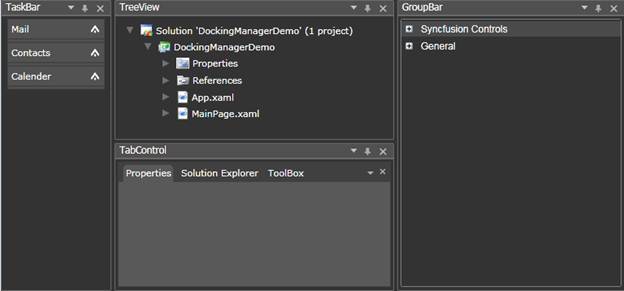 TaskBar
Mail
Contacts
Calender
TreeView
Solution 'DockingManagerDemo' (1 project)
DockingManagerDemo
Properties
References
App.xaml
MainPage.xaml
TabControl
Properties Solution Explorer ToolBox
GroupBar
Syncfusion Controls
General